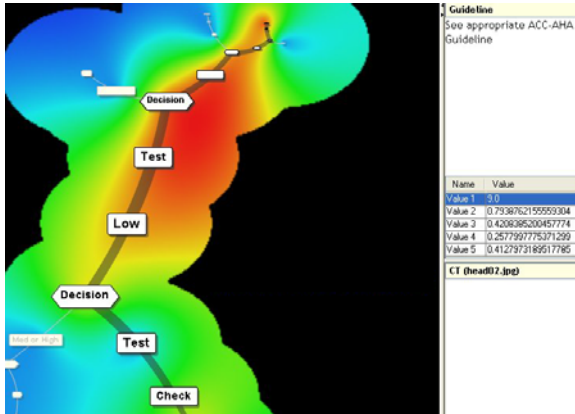 Guideline
See appropriate ACC-AHA
Guideline
Decision
Test
Low
Decision
Med or High
Test
Check
Name Value
Value 1 9.0
Value 2 0.7938762155559304
Value 3 0.4208385200457774
Value 4 0.2577997775371299
Value 5 0.4127973189517785
CT (head02.jpg)